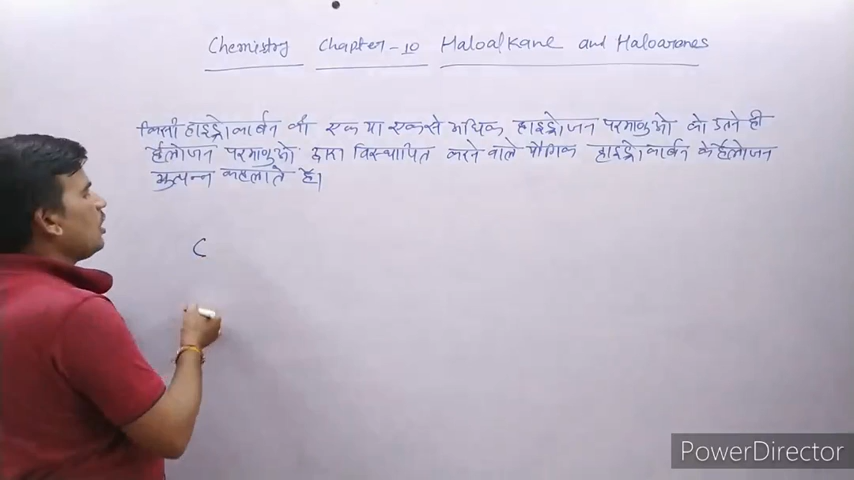 Chemistry Chapter-10 Haloalkane and Haloarenes
किसी हाइड्रोकार्बन की एक या एक से अधिक हाइड्रोजन परमाणुओ को इतने ही
हैलोजन परमाणुओ द्वारा विस्थापित करने वाले यौगिक हाइड्रोकार्बन के हैलोजन
व्युत्पन्न कहलाते है।
C
PowerDirector